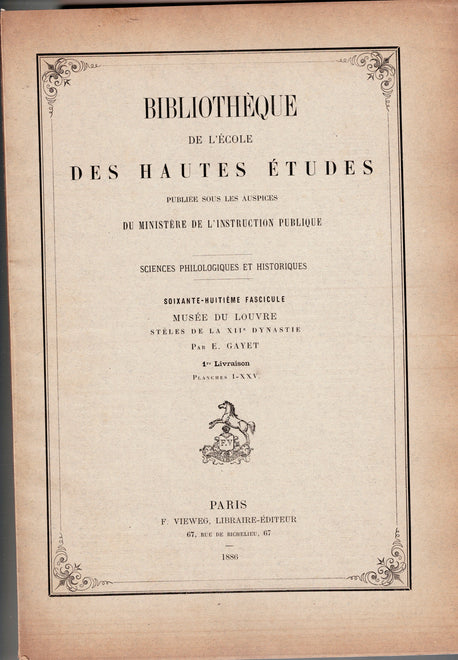 BIBLIOTHÈQUE
DE L'ÉCOLE
DES HAUTES ÉTUDES
PUBLIÉE SOUS LES AUSPICES
DU MINISTÈRE DE L'INSTRUCTION PUBLIQUE
SCIENCES PHILOLOGIQUES ET HISTORIQUES
SOIXANTE-HUITIÈME FASCICULE
MUSÉE DU LOUVRE
STÈLES DE LA XIIe DYNASTIE
PAR E. GAYET
1re Livraison
PLANCHES I-XXV.
F.V
PARIS
F. VIEWEG, LIBRAIRE-ÉDITEUR
67, RUE DE RICHELIEU, 67
1886